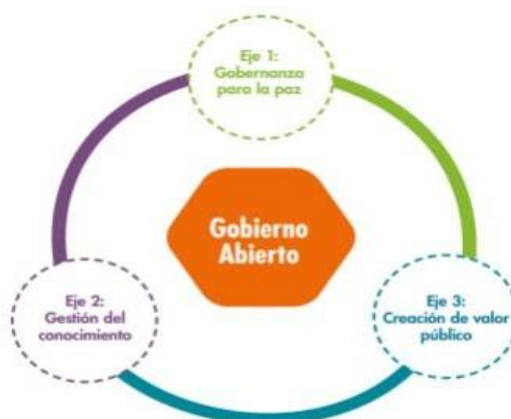 Eje 1:
Gobernanza
para la paz
Gobierno
Abierto
Eje 2:
Gestión del
conocimiento
Eje 3:
Creación de valor
público